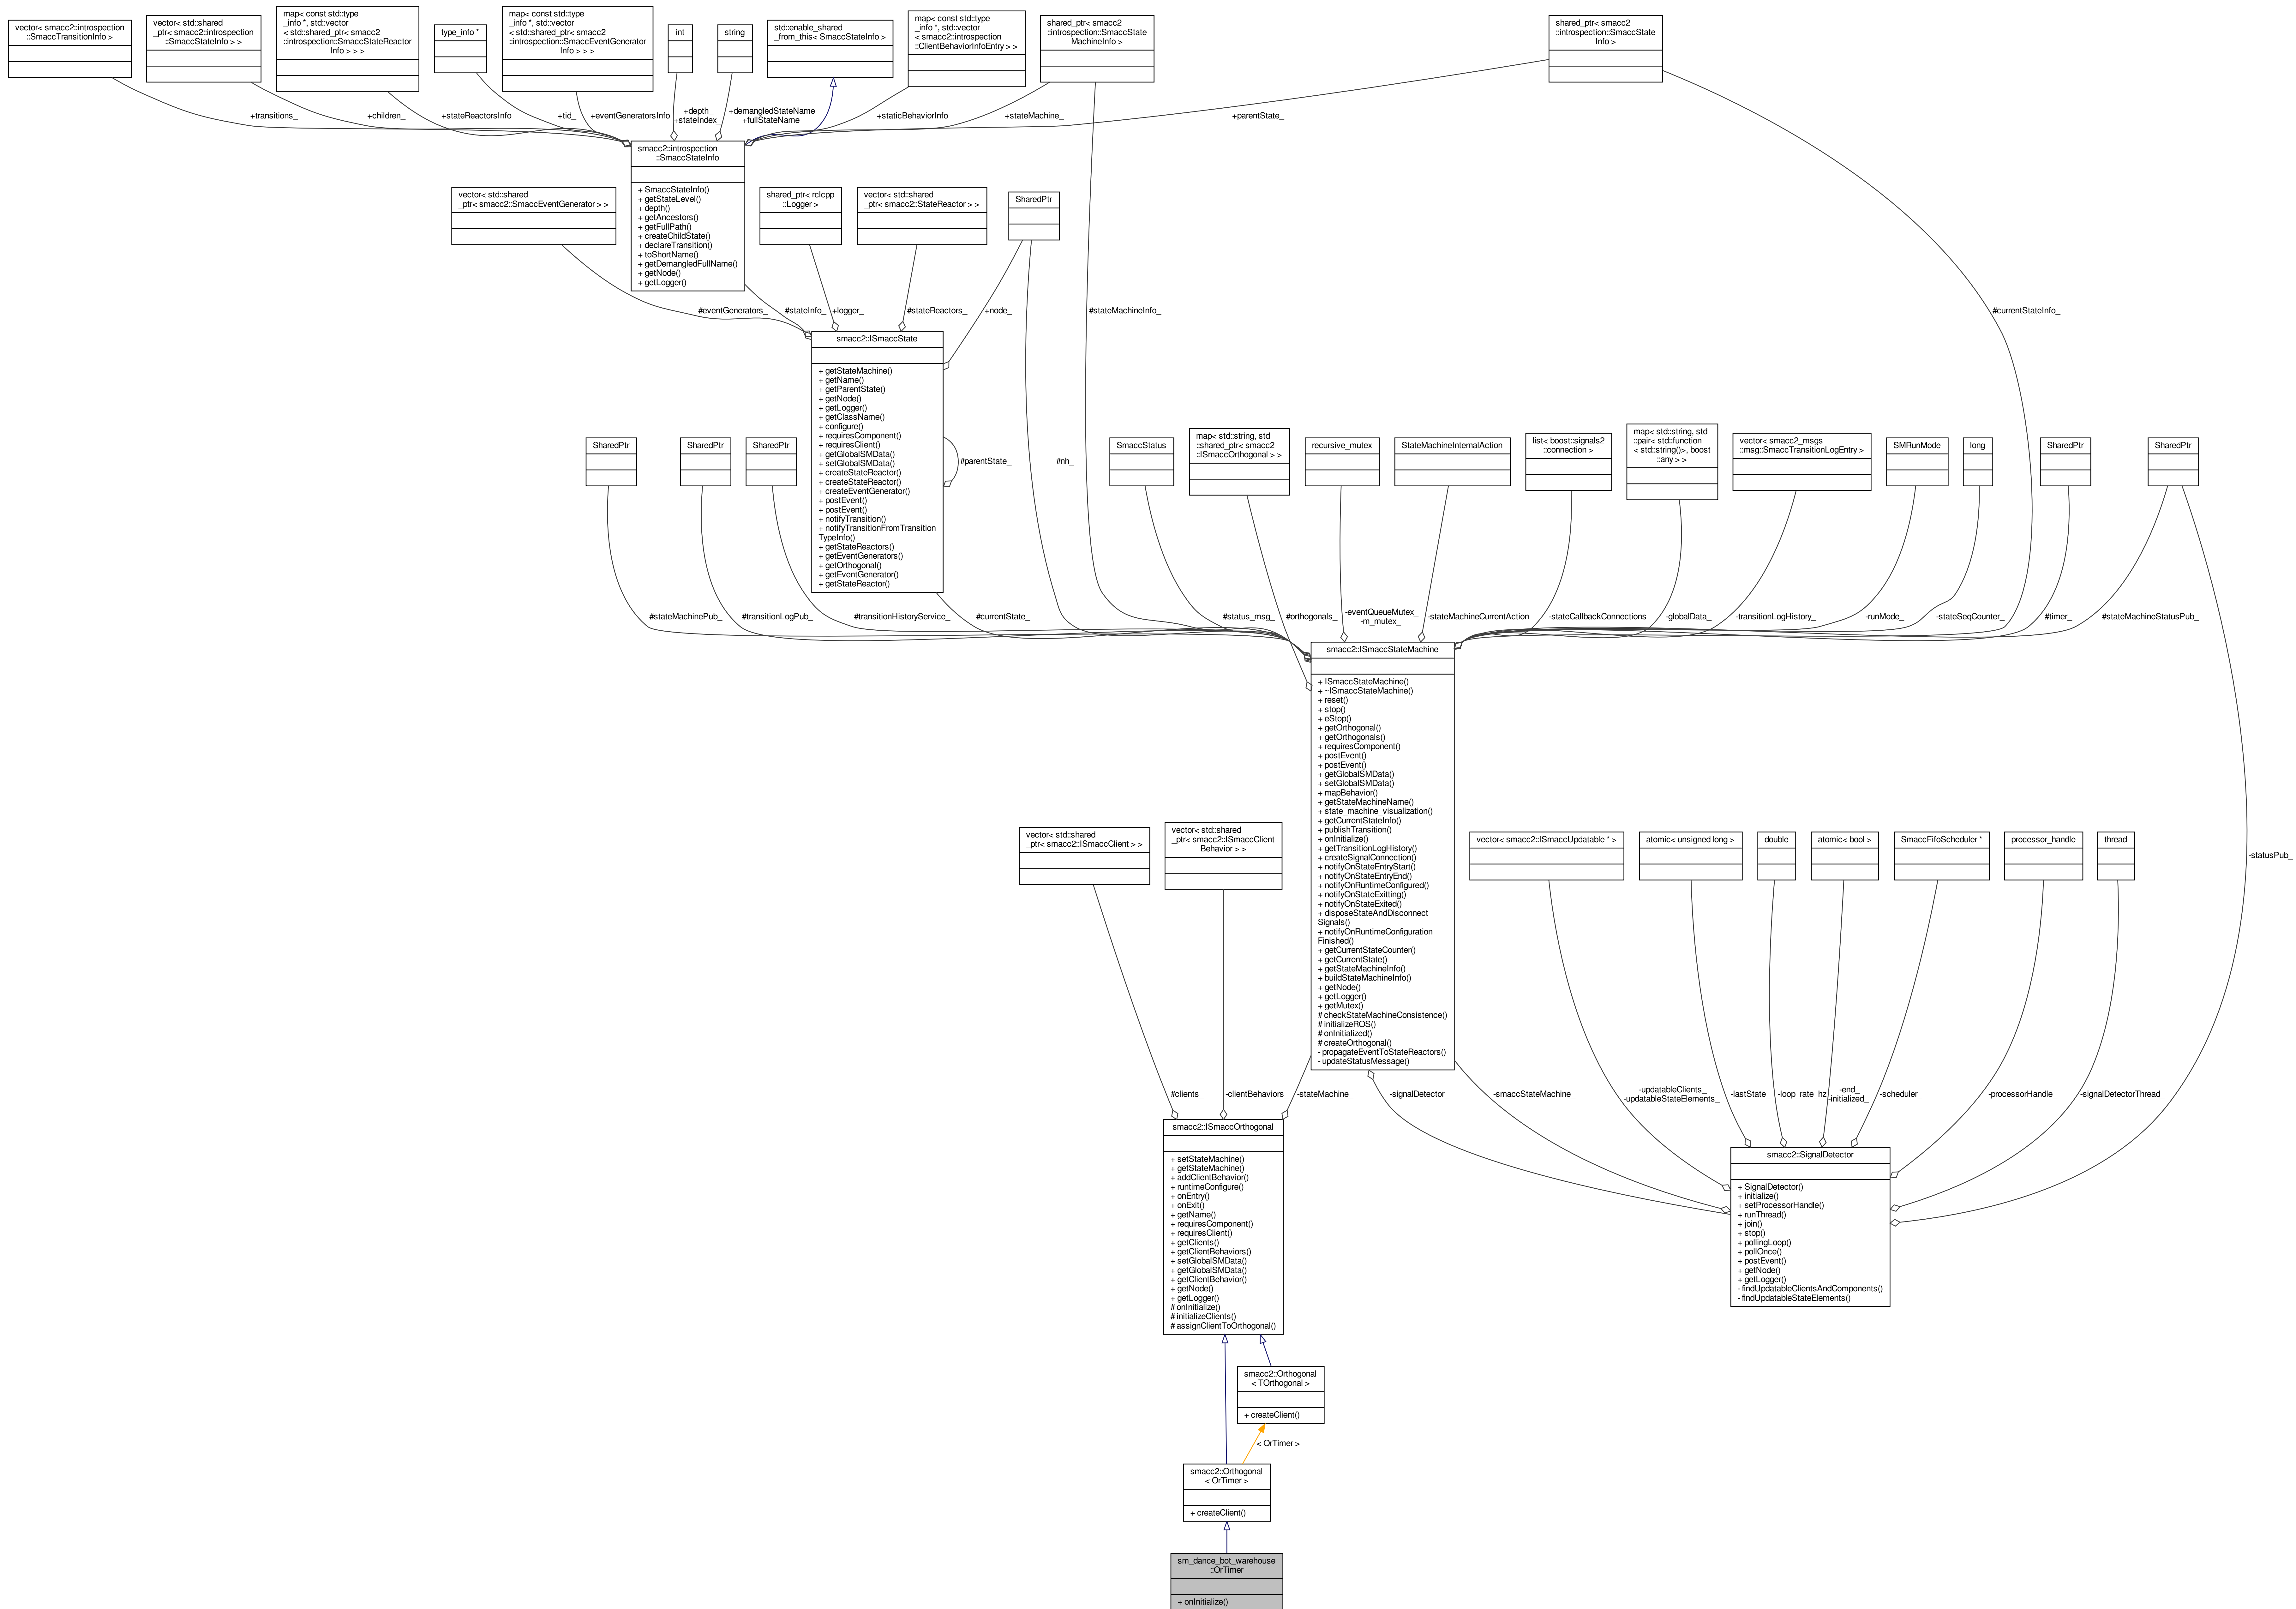 vector< smacc2::introspection
::SmaccTransitionInfo >
vector< std::shared
_ptr< smacc2::introspection
::SmaccStateInfo > >
map< const std::type
_info *, std::vector
< std::shared_ptr< smacc2
::introspection::SmaccStateReactor
Info > > >
type_info *
map< const std::type
_info *, std::vector
< std::shared_ptr< smacc2
::introspection::SmaccEventGenerator
Info > > >
int
string
std::enable_shared
_from_this< SmaccStateInfo >
map< const std::type
_info *, std::vector
< smacc2::introspection
::ClientBehaviorInfoEntry > >
shared_ptr< smacc2
::introspection::SmaccState
MachineInfo >
shared_ptr< smacc2
::introspection::SmaccState
Info >
+transitions_
+children_
+stateReactorsInfo
+tid_
+eventGeneratorsInfo
+depth_
+stateIndex_
+demangledStateName
+fullStateName
+staticBehaviorInfo
+stateMachine_
+parentState_
smacc2::introspection
::SmaccStateInfo
+ SmaccStateInfo()
+ getStateLevel()
+ depth()
+ getAncestors()
+ getFullPath()
+ createChildState()
+ declareTransition()
+ toShortName()
+ getDemangledFullName()
+ getNode()
+ getLogger()
vector< std::shared
_ptr< smacc2::SmaccEventGenerator > >
shared_ptr< rclcpp
::Logger >
vector< std::shared
_ptr< smacc2::StateReactor > >
SharedPtr
#eventGenerators_
#stateInfo_
+logger_
#stateReactors_
+node_
#stateMachineInfo_
#currentStateInfo_
smacc2::ISmaccState
+ getStateMachine()
+ getName()
+ getParentState()
+ getNode()
+ getLogger()
+ getClassName()
+ configure()
+ requiresComponent()
+ requiresClient()
+ getGlobalSMData()
+ setGlobalSMData()
+ createStateReactor()
+ createStateReactor()
+ createEventGenerator()
+ postEvent()
+ postEvent()
+ notifyTransition()
+ notifyTransitionFromTransition
TypeInfo()
+ getStateReactors()
+ getEventGenerators()
+ getOrthogonal()
+ getEventGenerator()
+ getStateReactor()
#parentState_
#nh_
SharedPtr
SharedPtr
SharedPtr
SmaccStatus
map< std::string, std
::shared_ptr< smacc2
::ISmaccOrthogonal > >
recursive_mutex
StateMachineInternalAction
list< boost::signals2
::connection >
map< std::string, std
::pair< std::function
< std::string()>, boost
::any > >
vector< smacc2_msgs
::msg::SmaccTransitionLogEntry >
SMRunMode
long
SharedPtr
SharedPtr
#stateMachinePub_
#transitionLogPub_
#transitionHistoryService_
#currentState_
#status_msg_
#orthogonals_
-eventQueueMutex_
-m_mutex_
-stateMachineCurrentAction
-stateCallbackConnections
-globalData_
-transitionLogHistory_
-runMode_
-stateSeqCounter_
#timer_
#stateMachineStatusPub_
smacc2::ISmaccStateMachine
+ ISmaccStateMachine()
+ ~ISmaccStateMachine()
+ reset()
+ stop()
+ eStop()
+ getOrthogonal()
+ getOrthogonals()
+ requiresComponent()
+ postEvent()
+ postEvent()
+ getGlobalSMData()
+ setGlobalSMData()
+ mapBehavior()
+ getStateMachineName()
+ state_machine_visualization()
+ getCurrentStateInfo()
+ publishTransition()
+ onInitialize()
+ getTransitionLogHistory()
+ createSignalConnection()
+ notifyOnStateEntryStart()
+ notifyOnStateEntryEnd()
+ notifyOnRuntimeConfigured()
+ notifyOnStateExitting()
+ notifyOnStateExited()
+ disposeStateAndDisconnect
Signals()
+ notifyOnRuntimeConfiguration
Finished()
+ getCurrentStateCounter()
+ getCurrentState()
+ getStateMachineInfo()
+ buildStateMachineInfo()
+ getNode()
+ getLogger()
+ getMutex()
# checkStateMachineConsistence()
# initializeROS()
# onInitialized()
# createOrthogonal()
- propagateEventToStateReactors()
- updateStatusMessage()
vector< std::shared
_ptr< smacc2::ISmaccClient > >
vector< std::shared
_ptr< smacc2::ISmaccClient
Behavior > >
vector< smacc2::ISmaccUpdatable * >
atomic< unsigned long >
double
atomic< bool >
SmaccFifoScheduler *
processor_handle
thread
-statusPub_
#clients_
-clientBehaviors_
-stateMachine_
-signalDetector_
-smaccStateMachine_
-updatableClients_
-updatableStateElements_
-lastState_
-loop_rate_hz
-end_
-initialized_
-scheduler_
-processorHandle_
-signalDetectorThread_
smacc2::ISmaccOrthogonal
+ setStateMachine()
+ getStateMachine()
+ addClientBehavior()
+ runtimeConfigure()
+ onEntry()
+ onExit()
+ getName()
+ requiresComponent()
+ requiresClient()
+ getClients()
+ getClientBehaviors()
+ setGlobalSMData()
+ getGlobalSMData()
+ getClientBehavior()
+ getNode()
+ getLogger()
# onInitialize()
# initializeClients()
# assignClientToOrthogonal()
smacc2::SignalDetector
+ SignalDetector()
+ initialize()
+ setProcessorHandle()
+ runThread()
+ join()
+ stop()
+ pollingLoop()
+ pollOnce()
+ postEvent()
+ getNode()
+ getLogger()
- findUpdatableClientsAndComponents()
- findUpdatableStateElements()
smacc2::Orthogonal
< TOrthogonal >
+ createClient()
< OrTimer >
smacc2::Orthogonal
< OrTimer >
+ createClient()
sm_dance_bot_warehouse
::OrTimer
+ onInitialize()